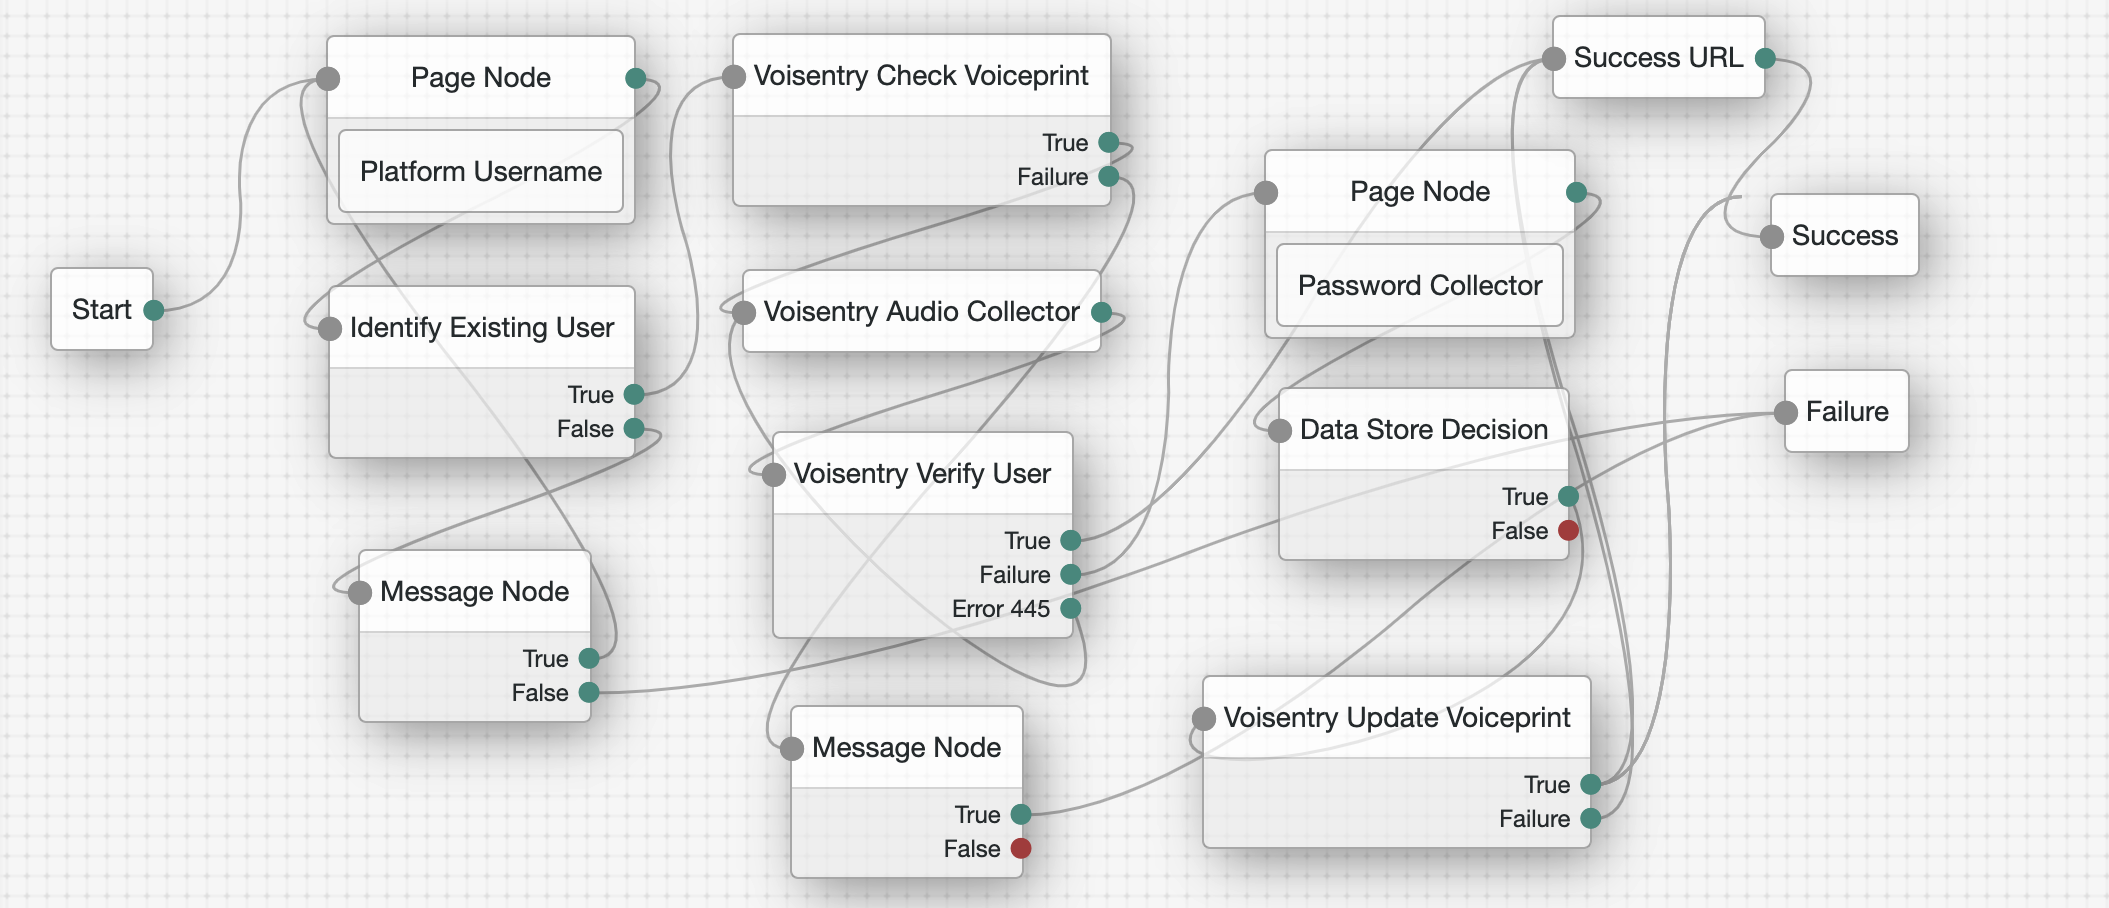 Start
Page Node
Platform Username
Identify Existing User
True
False
Message Node
True
False
Voisentry Check Voiceprint
True
Failure
Voisentry Audio Collector
Voisentry Verify User
True
Failure
Error 445
Message Node
True
False
Page Node
Password Collector
Data Store Decision
True
False
Voisentry Update Voiceprint
True
Failure
Success URL
Success
Failure